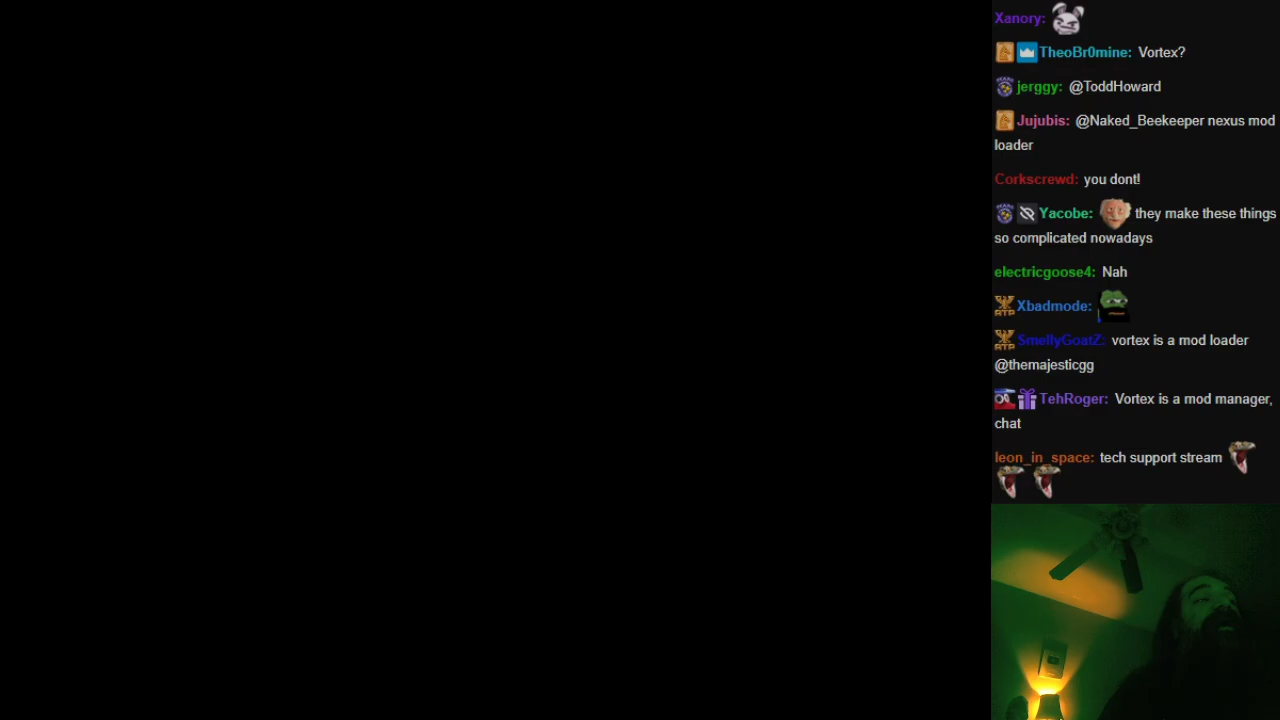 Xanory:
TheoBr0mine: Vortex?
jerggy: @ToddHoward
Jujubis: @Naked_Beekeeper nexus mod
loader
Corkscrewd: you dont!
Yacobe: they make these things
so complicated nowadays
electricgoose4: Nah
Xbadmode:
SmellyGoatZ: vortex is a mod loader
@themajesticgg
TehRoger: Vortex is a mod manager,
chat
leon_in_space: tech support stream